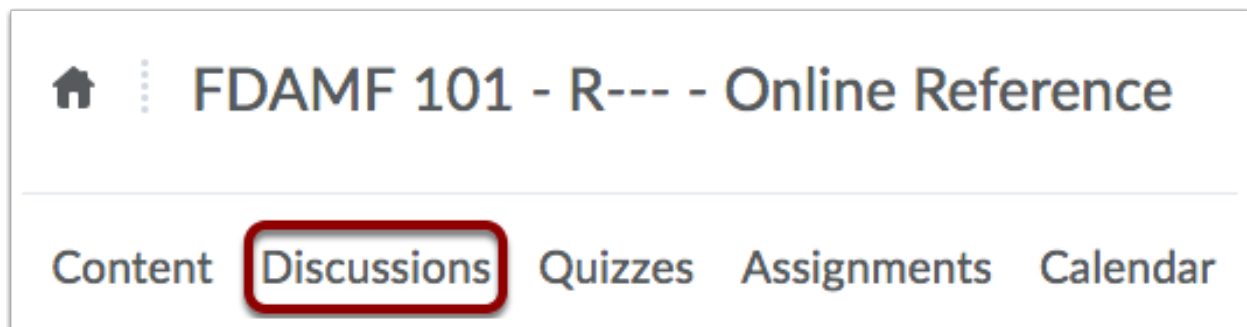 FDAMF 101 - R--- - Online Reference
Content Discussions Quizzes Assignments Calendar